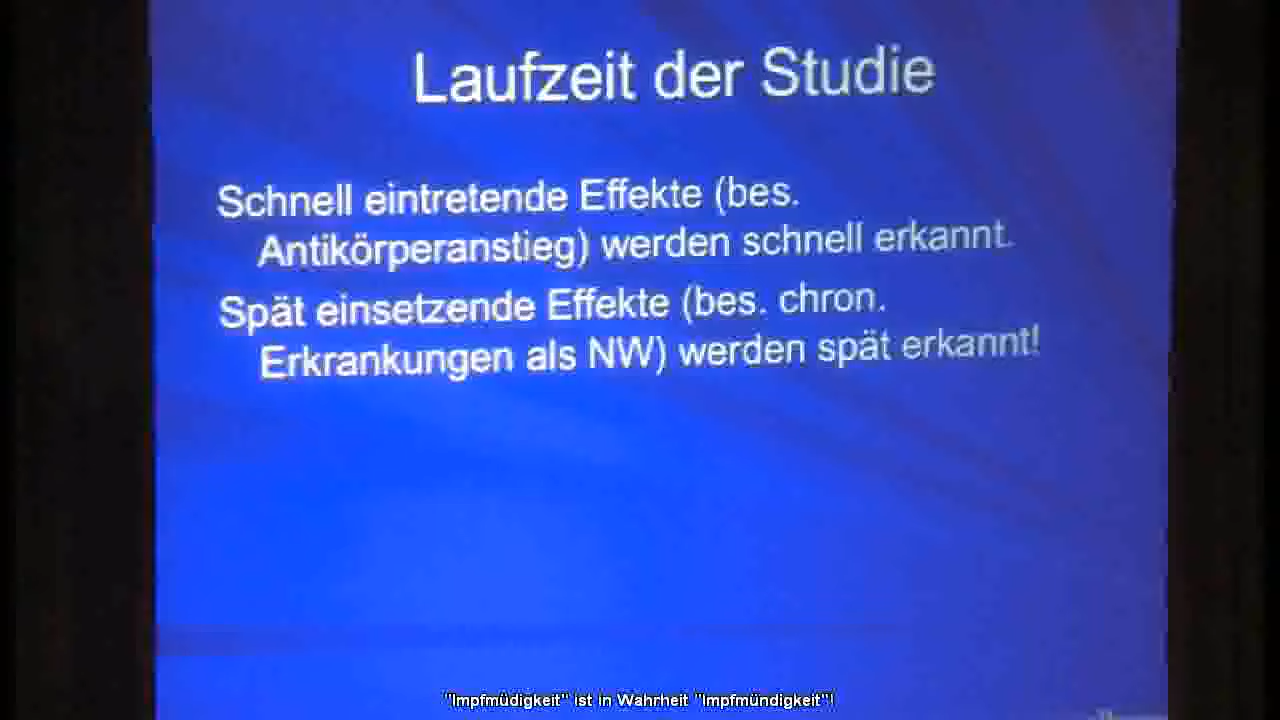 Laufzeit der Studie
Schnell eintretende Effekte (bes.
Antikörperanstieg) werden schnell erkannt.
Spät einsetzende Effekte (bes. chron.
Erkrankungen als NW) werden spät erkannt!
"Impfmüdigkeit" ist in Wahrheit "Impfmündigkeit"!